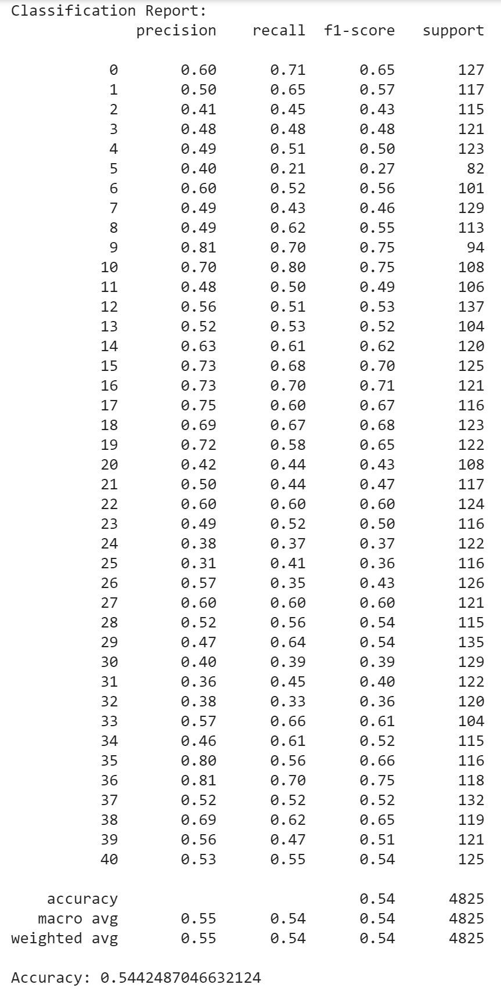 Classification Report:
precision recall f1-score support
0 0.60 0.71 0.65 127
1 0.50 0.65 0.57 117
2 0.41 0.45 0.43 115
3 0.48 0.48 0.48 121
4 0.49 0.51 0.50 123
5 0.40 0.21 0.27 82
6 0.60 0.52 0.56 101
7 0.49 0.43 0.46 129
8 0.49 0.62 0.55 113
9 0.81 0.70 0.75 94
10 0.70 0.80 0.75 108
11 0.48 0.50 0.49 106
12 0.56 0.51 0.53 137
13 0.52 0.53 0.52 104
14 0.63 0.61 0.62 120
15 0.73 0.68 0.70 125
16 0.73 0.70 0.71 121
17 0.75 0.60 0.67 116
18 0.69 0.67 0.68 123
19 0.72 0.58 0.65 122
20 0.42 0.44 0.43 108
21 0.50 0.44 0.47 117
22 0.60 0.60 0.60 124
23 0.49 0.52 0.50 116
24 0.38 0.37 0.37 122
25 0.31 0.41 0.36 116
26 0.57 0.35 0.43 126
27 0.60 0.60 0.60 121
28 0.52 0.56 0.54 115
29 0.47 0.64 0.54 135
30 0.40 0.39 0.39 129
31 0.36 0.45 0.40 122
32 0.38 0.33 0.36 120
33 0.57 0.66 0.61 104
34 0.46 0.61 0.52 115
35 0.80 0.56 0.66 116
36 0.81 0.70 0.75 118
37 0.52 0.52 0.52 132
38 0.69 0.62 0.65 119
39 0.56 0.47 0.51 121
40 0.53 0.55 0.54 125
accuracy 0.54 4825
macro avg 0.55 0.54 0.54 4825
weighted avg 0.55 0.54 0.54 4825
Accuracy: 0.5442487046632124